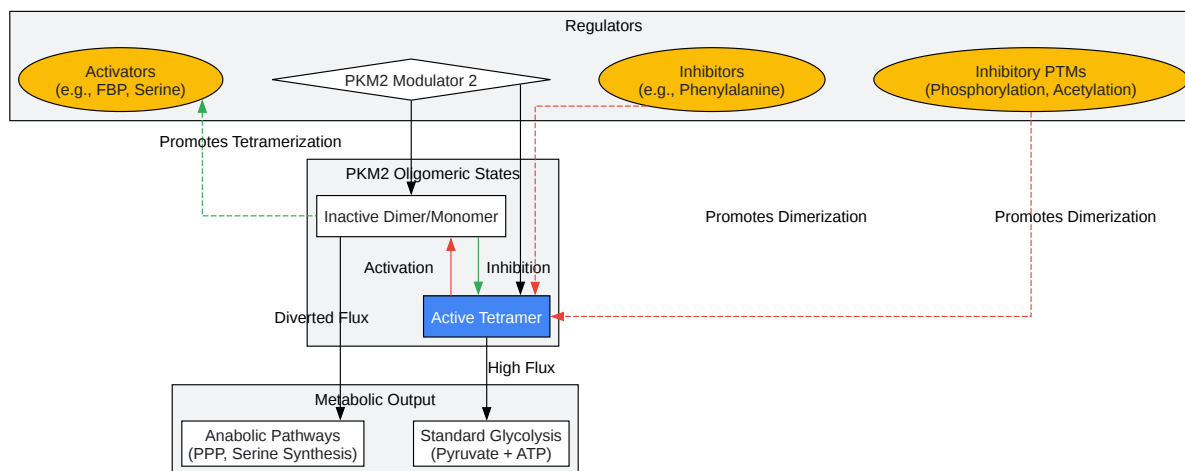 Regulators
Activators
(e.g., FBP, Serine)
PKM2 Modulator 2
Inhibitors
(e.g., Phenylalanine)
Inhibitory PTMs
(Phosphorylation, Acetylation)
Promotes Tetramerization
PKM2 Oligomeric States
Inactive Dimer/Monomer
Promotes Dimerization
Promotes Dimerization
Activation
Inhibition
Diverted Flux
Active Tetramer
High Flux
Metabolic Output
Anabolic Pathways
(PPP, Serine Synthesis)
Standard Glycolysis
(Pyruvate + ATP)